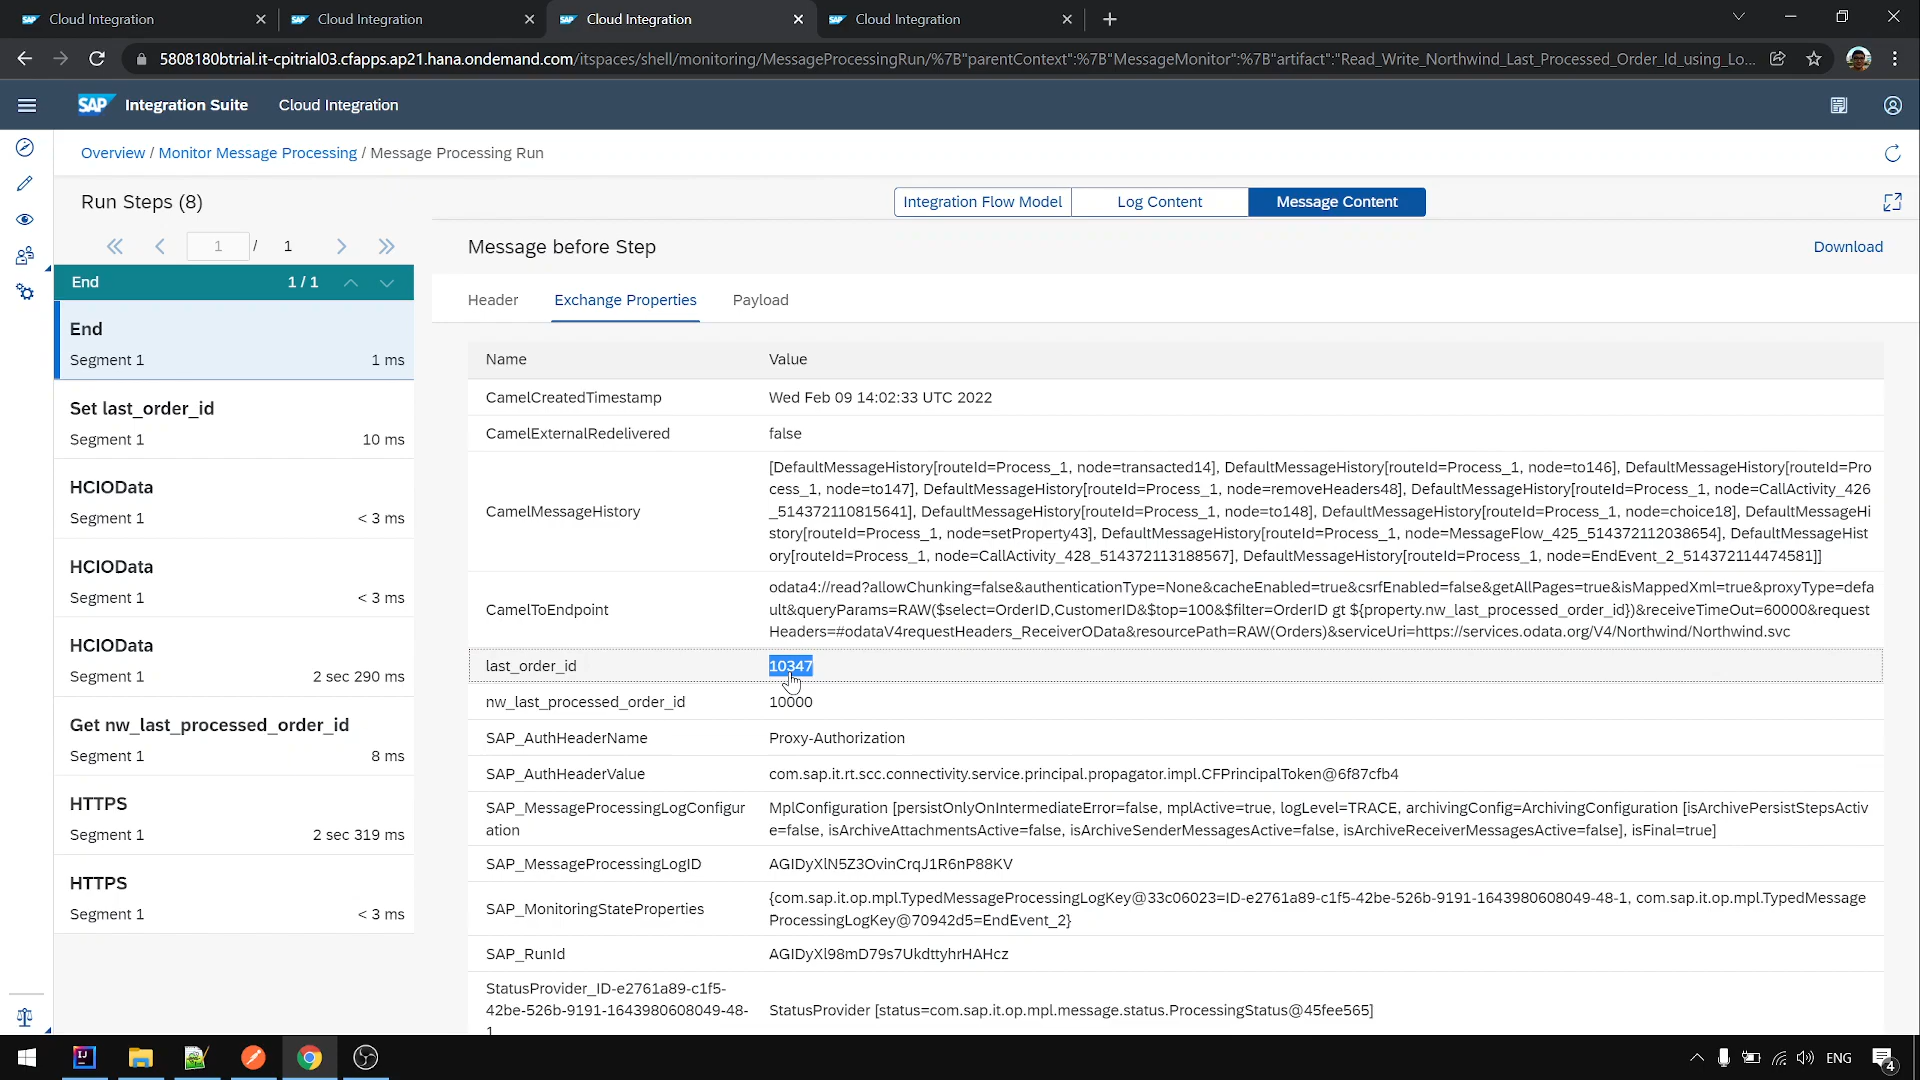 Cloud Integration
Cloud Integration
Cloud Integration
Cloud Integration
5808180btrial.it-cpitrial03.cfapps.ap21.hana.ondemand.com/itspaces/shell/monitoring/MessageProcessingRun/%7B"parentContext":%7B"MessageMonitor":%7B"artifact":"Read_Write_Northwind_Last_Processed_Order_Id_using_Lo...
SAP Integration Suite Cloud Integration
Overview / Monitor Message Processing / Message Processing Run
Run Steps (8)
Integration Flow Model
Log Content
Message Content
1 / 1
Message before Step
Download
End 1 / 1
Header
Exchange Properties
Payload
End
Segment 1 1 ms
Set last_order_id
Segment 1 10 ms
HCIOData
Segment 1 < 3 ms
HCIOData
Segment 1 < 3 ms
HCIOData
Segment 1 2 sec 290 ms
Get nw_last_processed_order_id
Segment 1 8 ms
HTTPS
Segment 1 2 sec 319 ms
HTTPS
Segment 1 < 3 ms
Name Value
CamelCreatedTimestamp Wed Feb 09 14:02:33 UTC 2022
CamelExternalRedelivered false
CamelMessageHistory
[DefaultMessageHistory[routeId=Process_1, node=transacted14], DefaultMessageHistory[routeId=Process_1, node=to146], DefaultMessageHistory[routeId=Pro
cess_1, node=to147], DefaultMessageHistory[routeId=Process_1, node=removeHeaders48], DefaultMessageHistory[routeId=Process_1, node=CallActivity_426
_514372110815641], DefaultMessageHistory[routeId=Process_1, node=to148], DefaultMessageHistory[routeId=Process_1, node=choice18], DefaultMessageHi
story[routeId=Process_1, node=setProperty43], DefaultMessageHistory[routeId=Process_1, node=MessageFlow_425_514372112038654], DefaultMessageHist
ory[routeId=Process_1, node=CallActivity_428_514372113188567], DefaultMessageHistory[routeId=Process_1, node=EndEvent_2_514372114474581]]
CamelToEndpoint
odata4://read?allowChunking=false&authenticationType=None&cacheEnabled=true&csrfEnabled=false&getAllPages=true&isMappedXml=true&proxyType=defa
ult&queryParams=RAW($select=OrderID,CustomerID&$top=100&$filter=OrderID gt ${property.nw_last_processed_order_id})&receiveTimeOut=60000&request
Headers=#odataV4requestHeaders_ReceiverOData&resourcePath=RAW(Orders)&serviceUri=https://services.odata.org/V4/Northwind/Northwind.svc
last_order_id 10347
nw_last_processed_order_id 10000
SAP_AuthHeaderName Proxy-Authorization
SAP_AuthHeaderValue com.sap.it.rt.scc.connectivity.service.principal.propagator.impl.CFPrincipalToken@6f87cfb4
SAP_MessageProcessingLogConfigur
ation
MplConfiguration [persistOnlyOnIntermediateError=false, mplActive=true, logLevel=TRACE, archivingConfig=ArchivingConfiguration [isArchivePersistStepsActiv
e=false, isArchiveAttachmentsActive=false, isArchiveSenderMessagesActive=false, isArchiveReceiverMessagesActive=false], isFinal=true]
SAP_MessageProcessingLogID AGIDyXlN5Z3OvinCrqJ1R6nP88KV
SAP_MonitoringStateProperties
{com.sap.it.op.mpl.TypedMessageProcessingLogKey@33c06023=ID-e2761a89-c1f5-42be-526b-9191-1643980608049-48-1, com.sap.it.op.mpl.TypedMessage
ProcessingLogKey@70942d5=EndEvent_2}
SAP_RunId AGIDyXl98mD79s7UkdttyhrHAHcz
StatusProvider_ID-e2761a89-c1f5-
42be-526b-9191-1643980608049-48-
1
StatusProvider [status=com.sap.it.op.mpl.message.status.ProcessingStatus@45fee565]
ENG
4